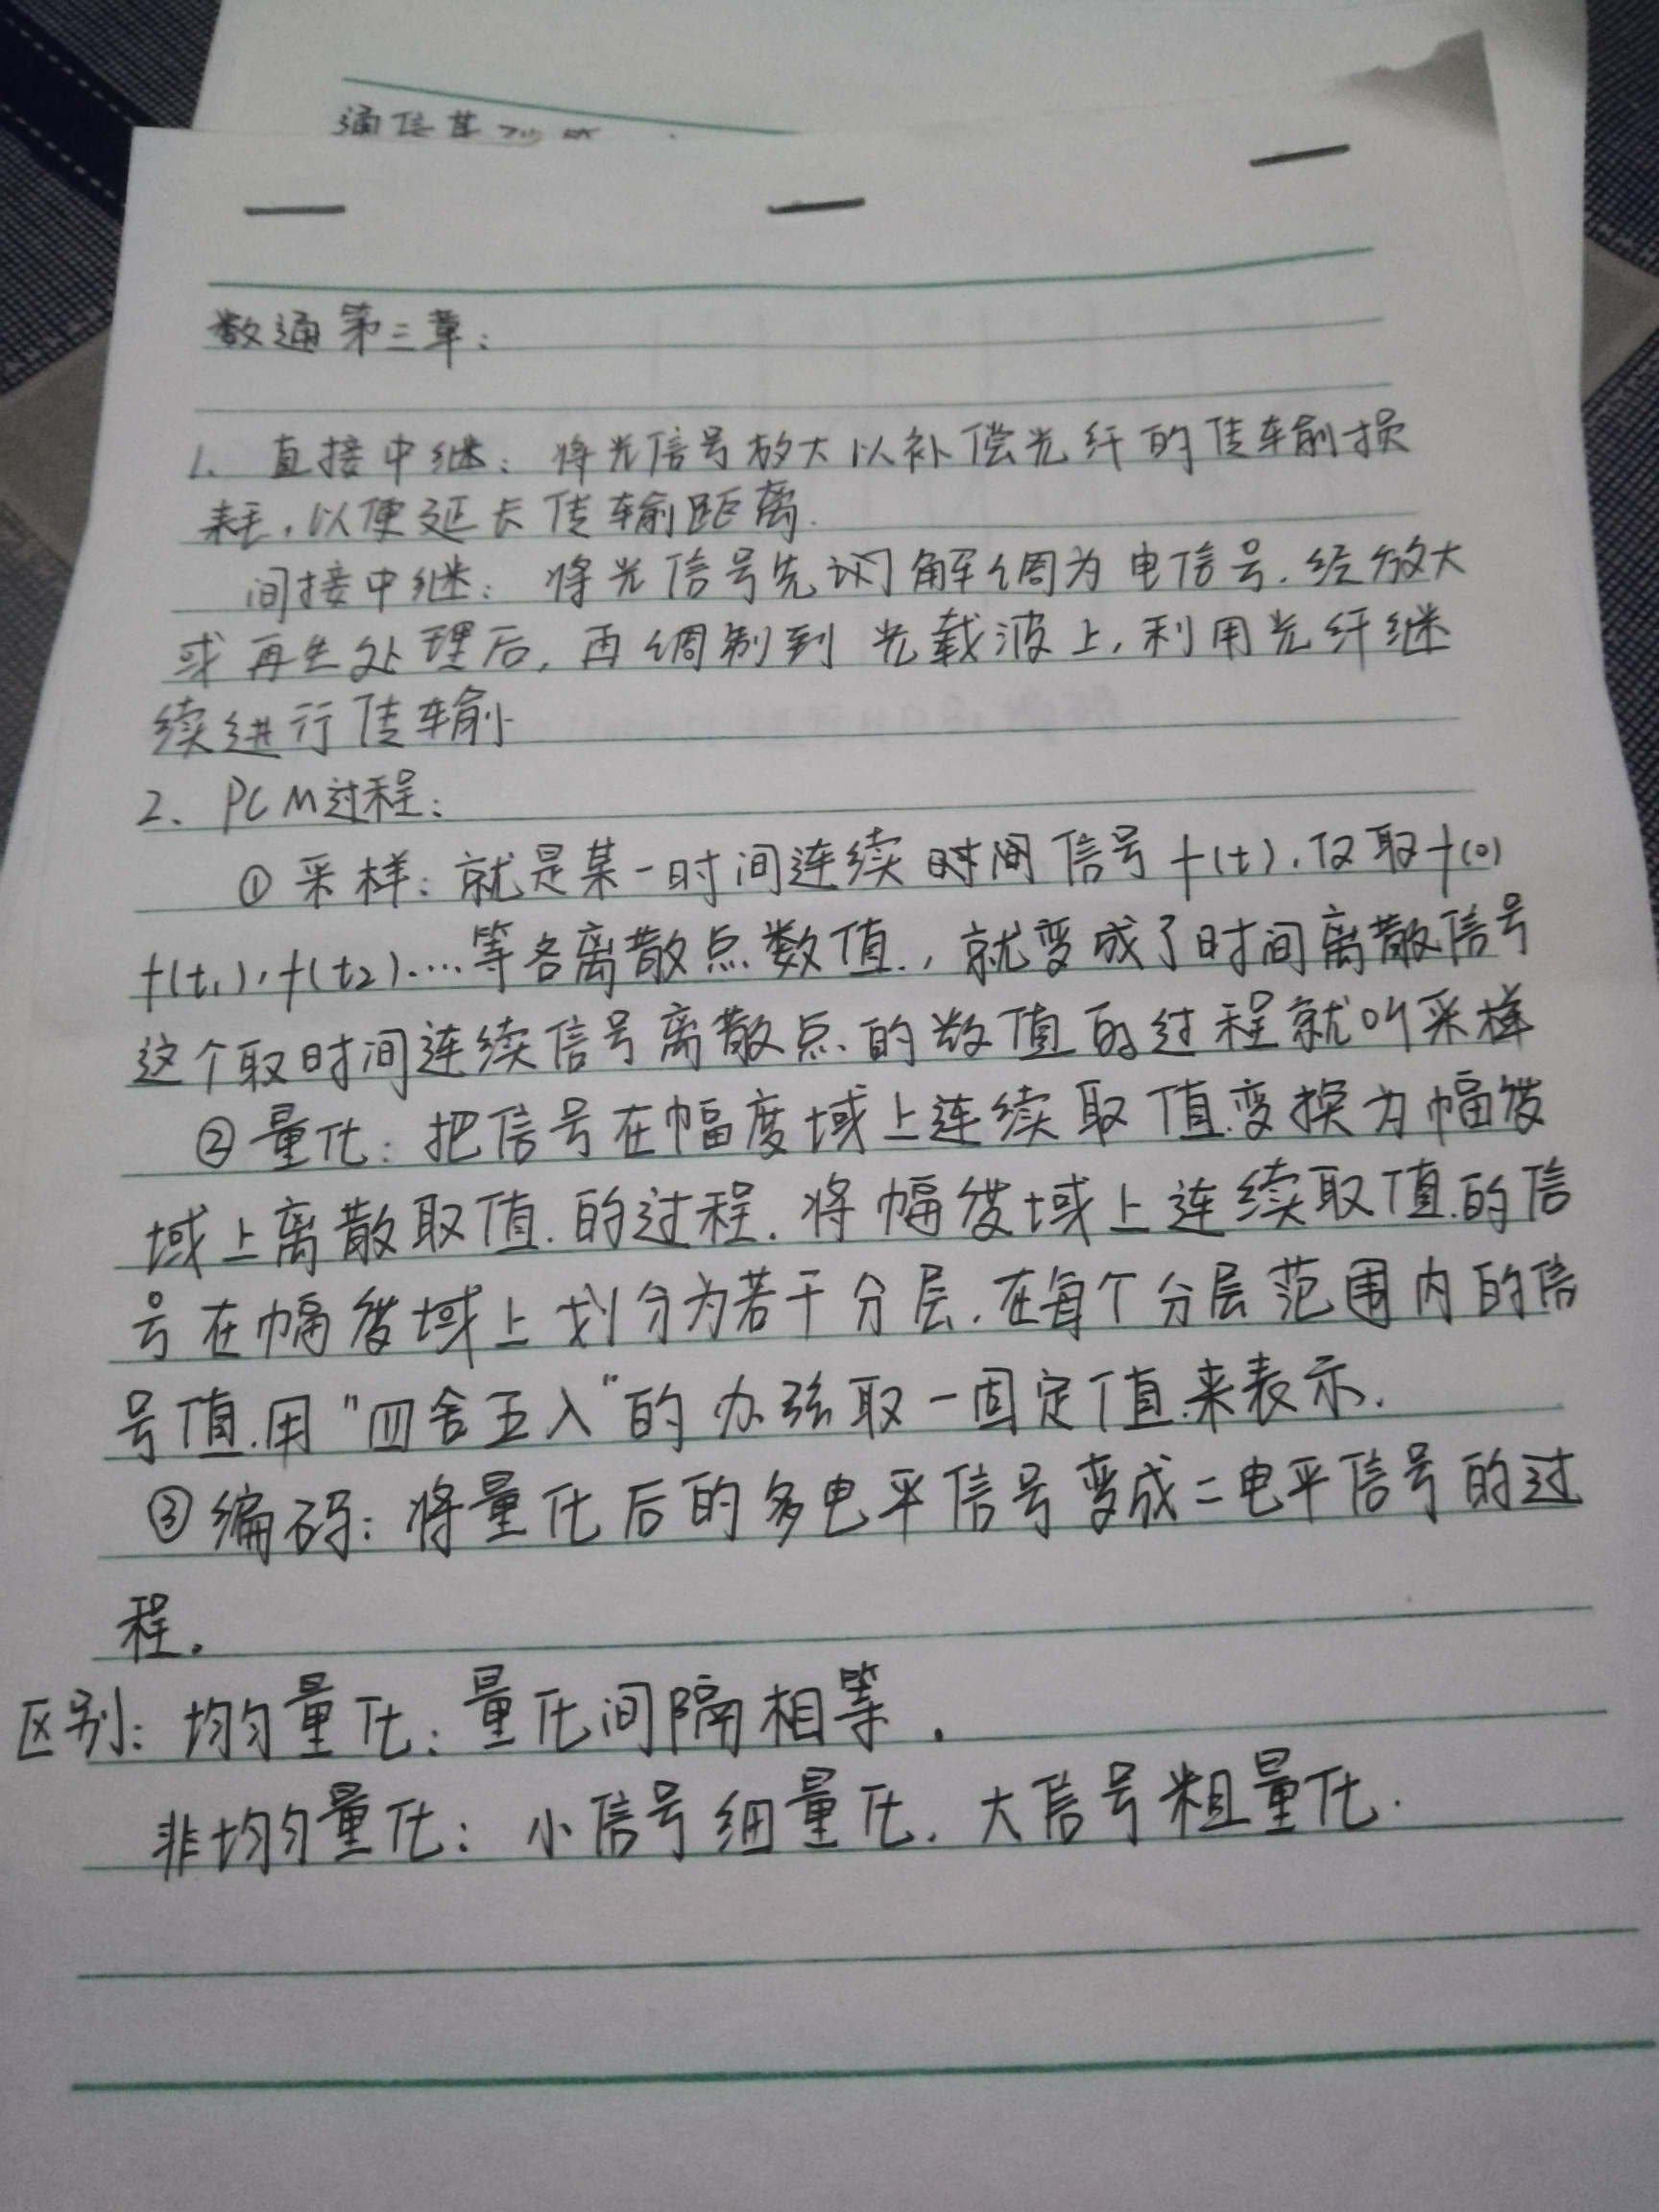 通信基
数通第三章：
1、直接中继：将光信号放大以补偿光纤的传输损
耗，以便延长传输距离.
间接中继：将光信号先解调为电信号.经放大
或再生处理后，再调制到光载波上，利用光纤继
续进行传输
2、PCM过程：
①采样：就是某一时间连续时间信号f(t)，仅取f(0)
f(t₁)，f(t₂)....等各离散点数值.，就变成了时间离散信号
这个取时间连续信号离散点的数值的过程就叫采样
②量化：把信号在幅度域上连续取值变换为幅度
域上离散取值.的过程.将幅度域上连续取值.的信
号在幅度域上划分为若干分层.在每个分层范围内的信
号值.用"四舍五入"的办法取一固定值.来表示.
③编码：将量化后的多电平信号变成二电平信号的过
程.
区别：均匀量化：量化间隔相等.
非均匀量化：小信号细量化.大信号粗量化.